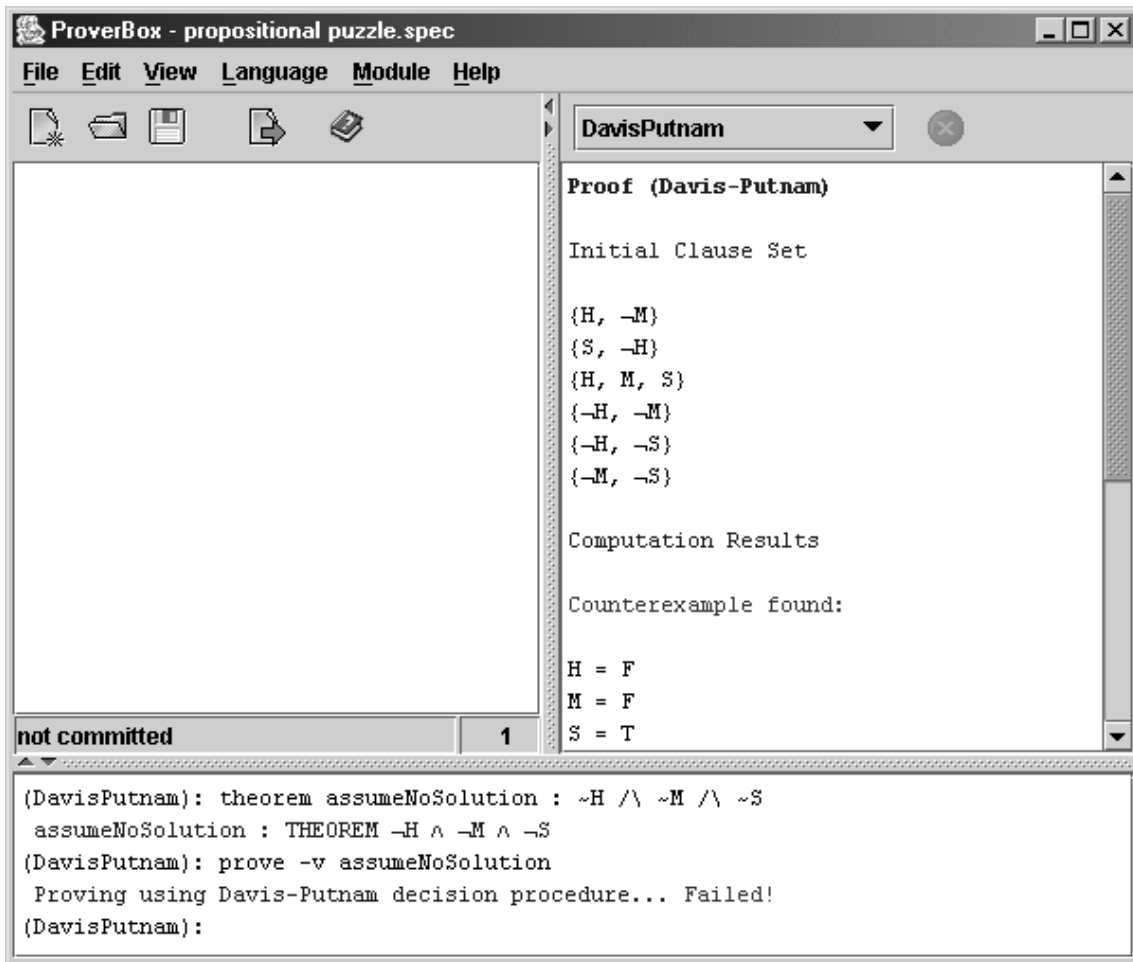 ProverBox - propositional puzzle.spec
File Edit View Language Module Help
DavisPutnam
Proof (Davis-Putnam)
Initial Clause Set
{H, ¬M}
{S, ¬H}
{H, M, S}
{¬H, ¬M}
{¬H, ¬S}
{¬M, ¬S}
Computation Results
Counterexample found:
H = F
M = F
S = T
not committed 1
(DavisPutnam): theorem assumeNoSolution : ~H /\ ~M /\ ~S
assumeNoSolution : THEOREM ¬H ∧ ¬M ∧ ¬S
(DavisPutnam): prove -v assumeNoSolution
Proving using Davis-Putnam decision procedure... Failed!
(DavisPutnam):